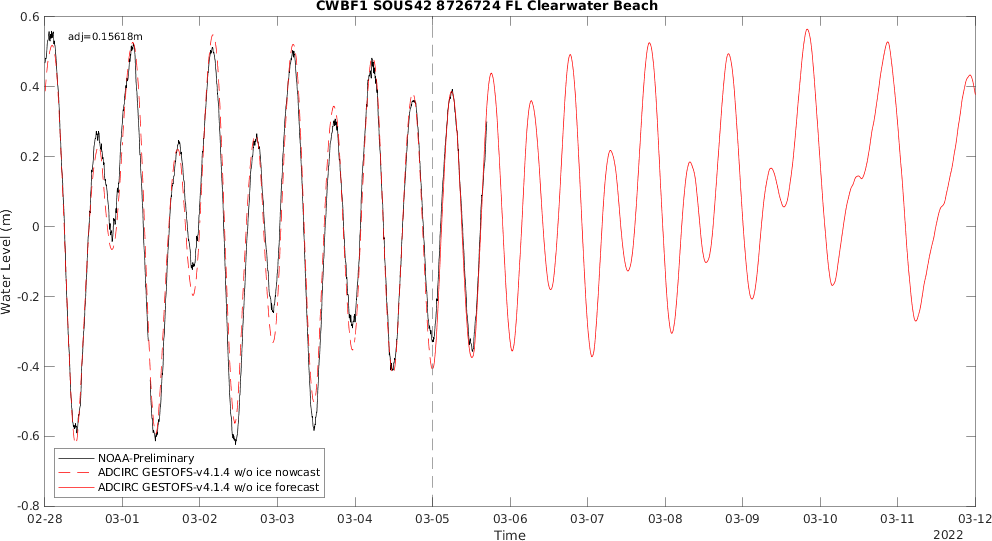 CWBF1 SOUS42 8726724 FL Clearwater Beach
adj=0.15618m
0.6
0.4
0.2
0
-0.2
-0.4
-0.6
-0.8
Water Level (m)
NOAA-Preliminary
ADCIRC GESTOFS-v4.1.4 w/o ice nowcast
ADCIRC GESTOFS-v4.1.4 w/o ice forecast
02-28 03-01 03-02 03-03 03-04 03-05 03-06 03-07 03-08 03-09 03-10 03-11 03-12
Time
2022